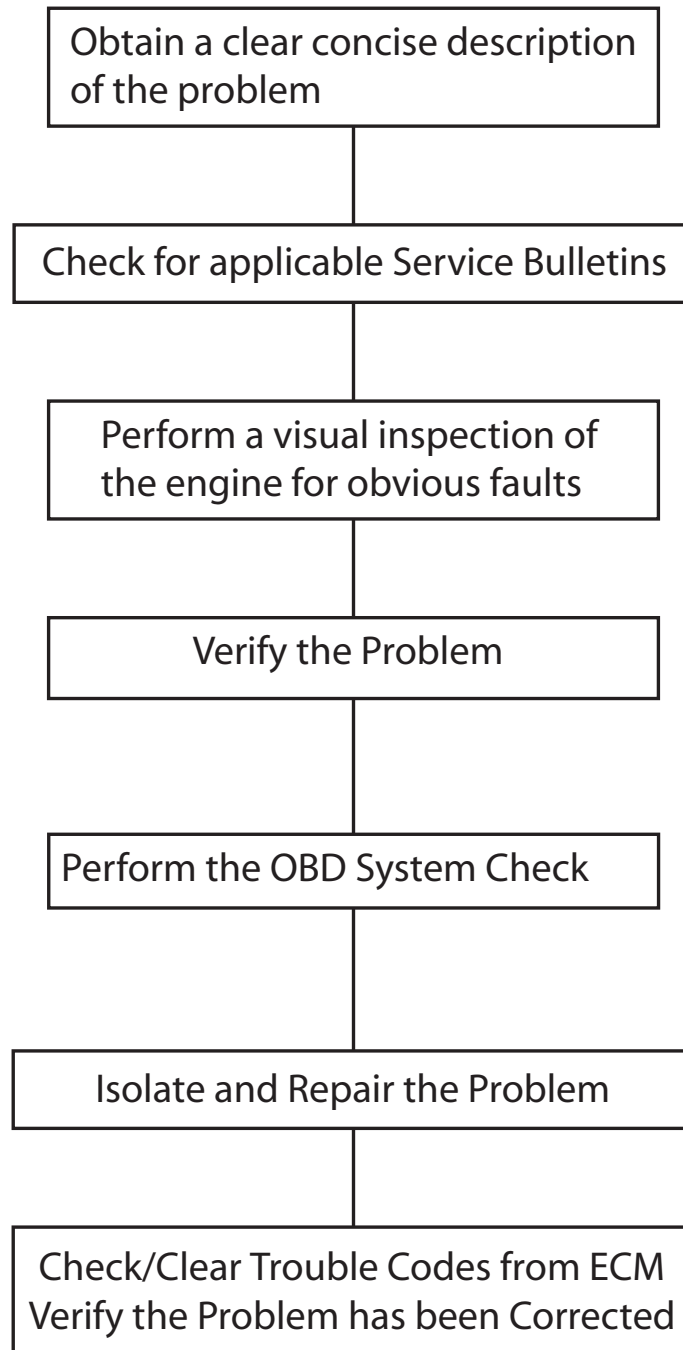 Obtain a clear concise description
of the problem
Check for applicable Service Bulletins
Perform a visual inspection of
the engine for obvious faults
Verify the Problem
Perform the OBD System Check
Isolate and Repair the Problem
Check/Clear Trouble Codes from ECM
Verify the Problem has been Corrected